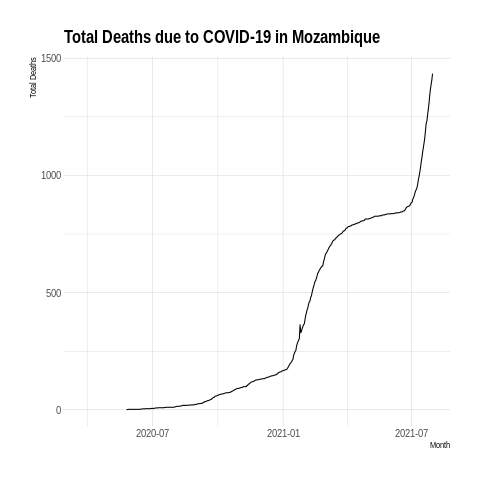 Total Deaths due to COVID-19 in Mozambique
Total Deaths
1500
1000
500
0
2020-07
2021-01
2021-07
Month